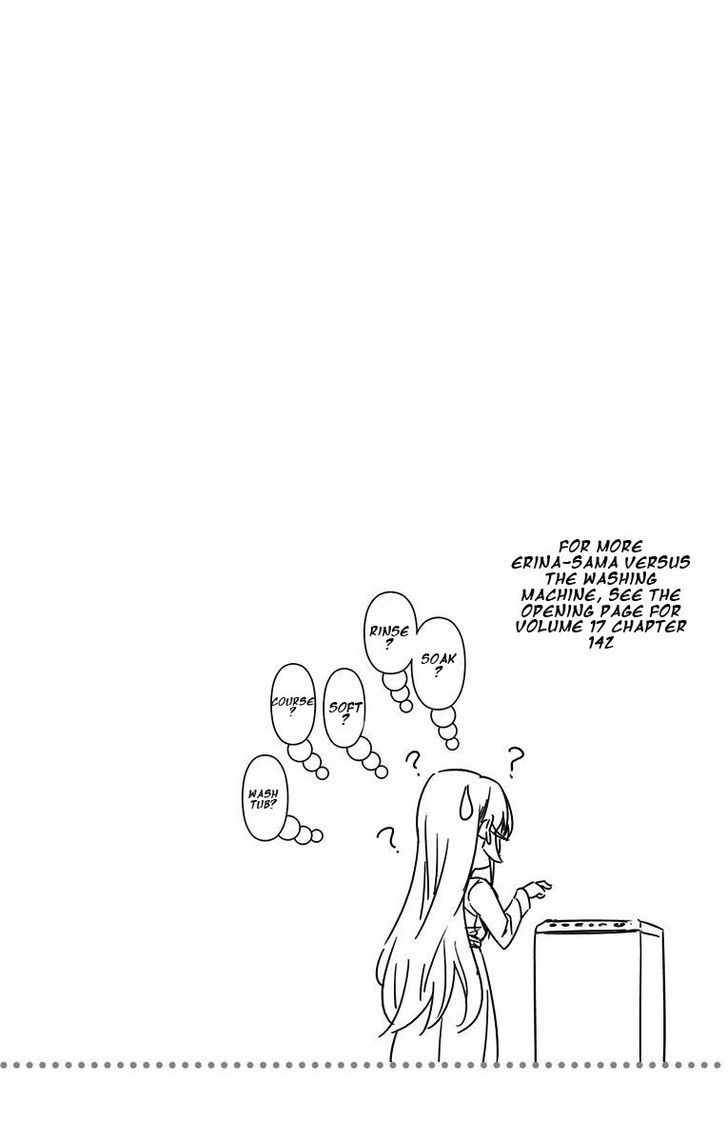 FOR MORE
ERINA-SAMA VERSUS
THE WASHING
MACHINE, SEE THE
OPENING PAGE FOR
VOLUME 17 CHAPTER
142
RINSE
?
SOAK
?
SOFT
?
COURSE
?
WASH
TUB?
?
?
?